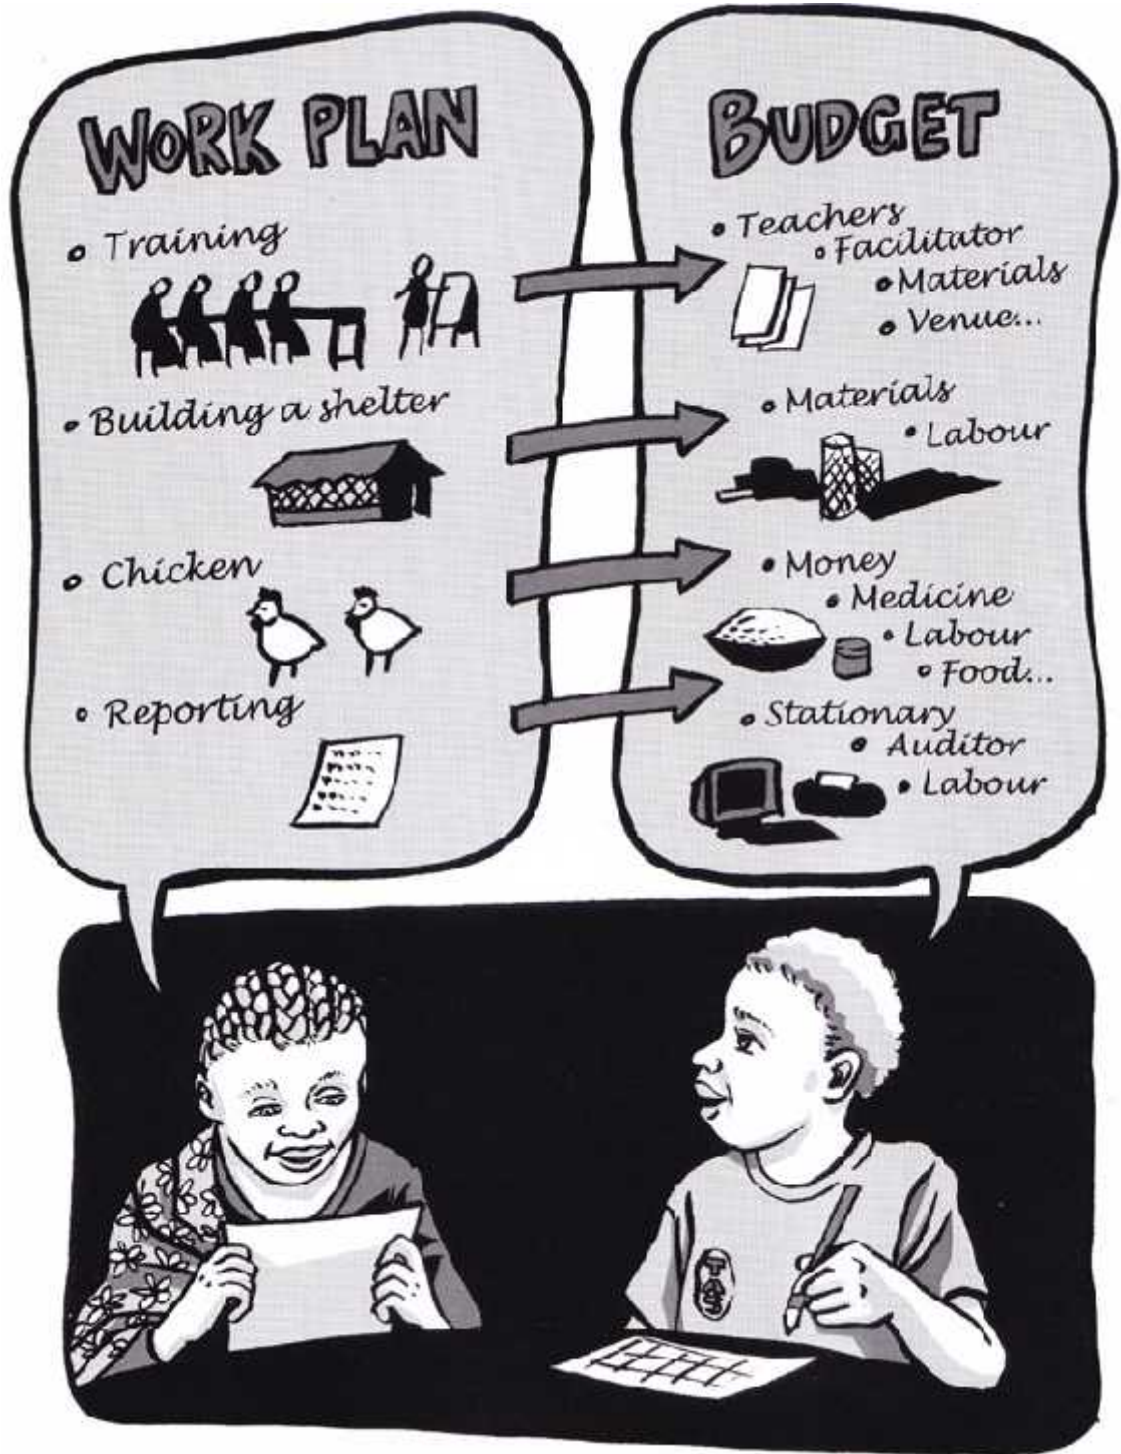 WORK PLAN
• Training
• Building a shelter
• Chicken
• Reporting
BUDGET
• Teachers
• Facilitator
• Materials
• Venue...
• Materials
• Labour
• Money
• Medicine
• Labour
• Food...
• Stationary
• Auditor
• Labour